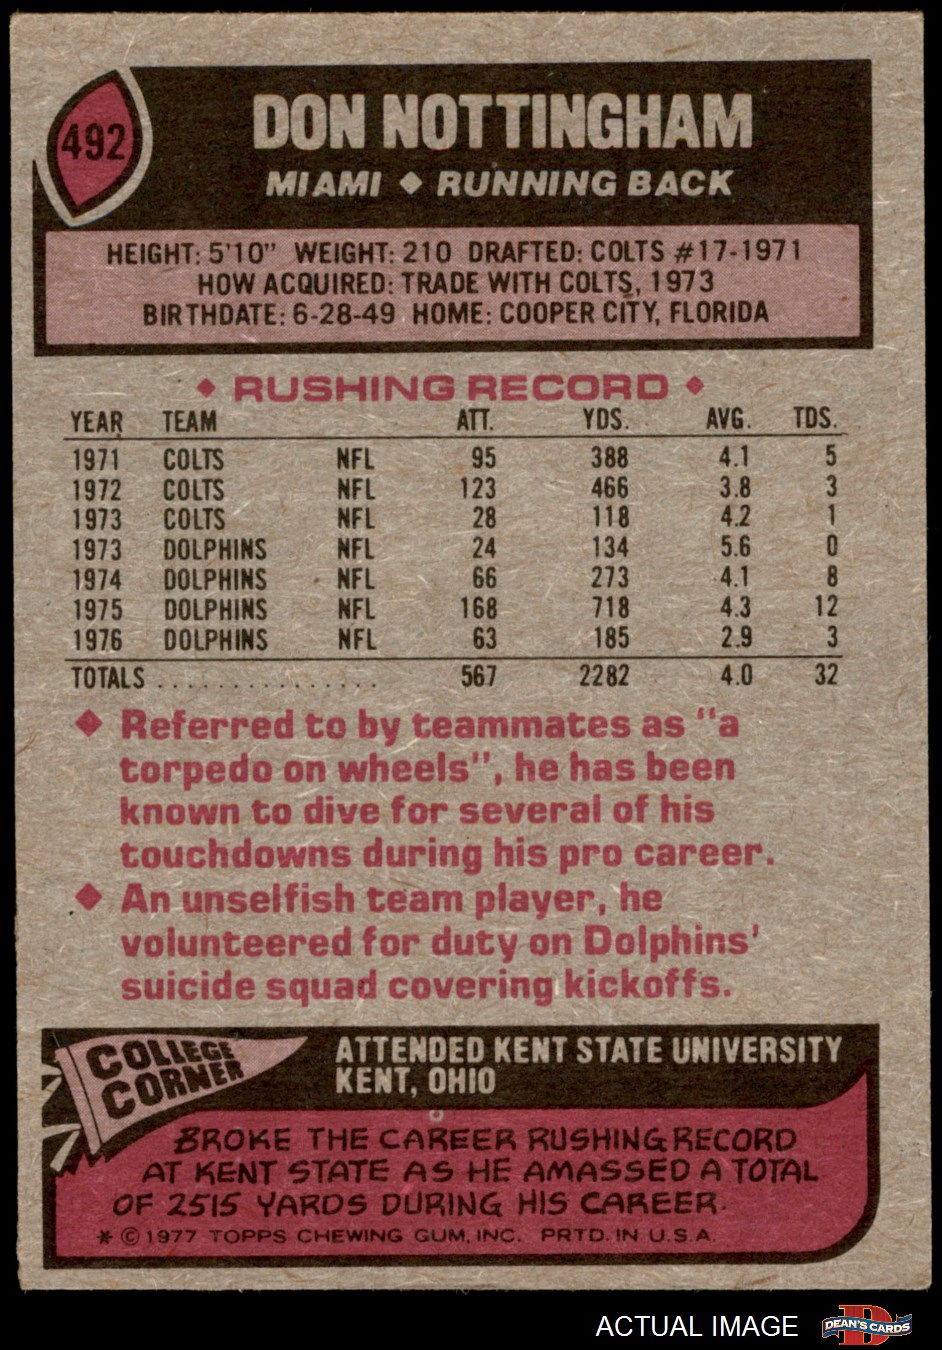 492
DON NOTTINGHAM
MIAMI ◆ RUNNING BACK
HEIGHT: 5'10" WEIGHT: 210 DRAFTED: COLTS #17-1971
HOW ACQUIRED: TRADE WITH COLTS, 1973
BIRTHDATE: 6-28-49 HOME: COOPER CITY, FLORIDA
◆ RUSHING RECORD ◆
YEAR TEAM ATT. YDS. AVG. TDS.
1971 COLTS NFL 95 388 4.1 5
1972 COLTS NFL 123 466 3.8 3
1973 COLTS NFL 28 118 4.2 1
1973 DOLPHINS NFL 24 134 5.6 0
1974 DOLPHINS NFL 66 273 4.1 8
1975 DOLPHINS NFL 168 718 4.3 12
1976 DOLPHINS NFL 63 185 2.9 3
TOTALS . . . . . . . . . . . . . . . 567 2282 4.0 32
◆ Referred to by teammates as "a
torpedo on wheels", he has been
known to dive for several of his
touchdowns during his pro career.
◆ An unselfish team player, he
volunteered for duty on Dolphins'
suicide squad covering kickoffs.
COLLEGE
CORNER
ATTENDED KENT STATE UNIVERSITY
KENT, OHIO
BROKE THE CAREER RUSHING RECORD
AT KENT STATE AS HE AMASSED A TOTAL
OF 2515 YARDS DURING HIS CAREER.
* © 1977 TOPPS CHEWING GUM, INC. PRTD. IN U.S.A.
ACTUAL IMAGE
D
DEAN'S CARDS